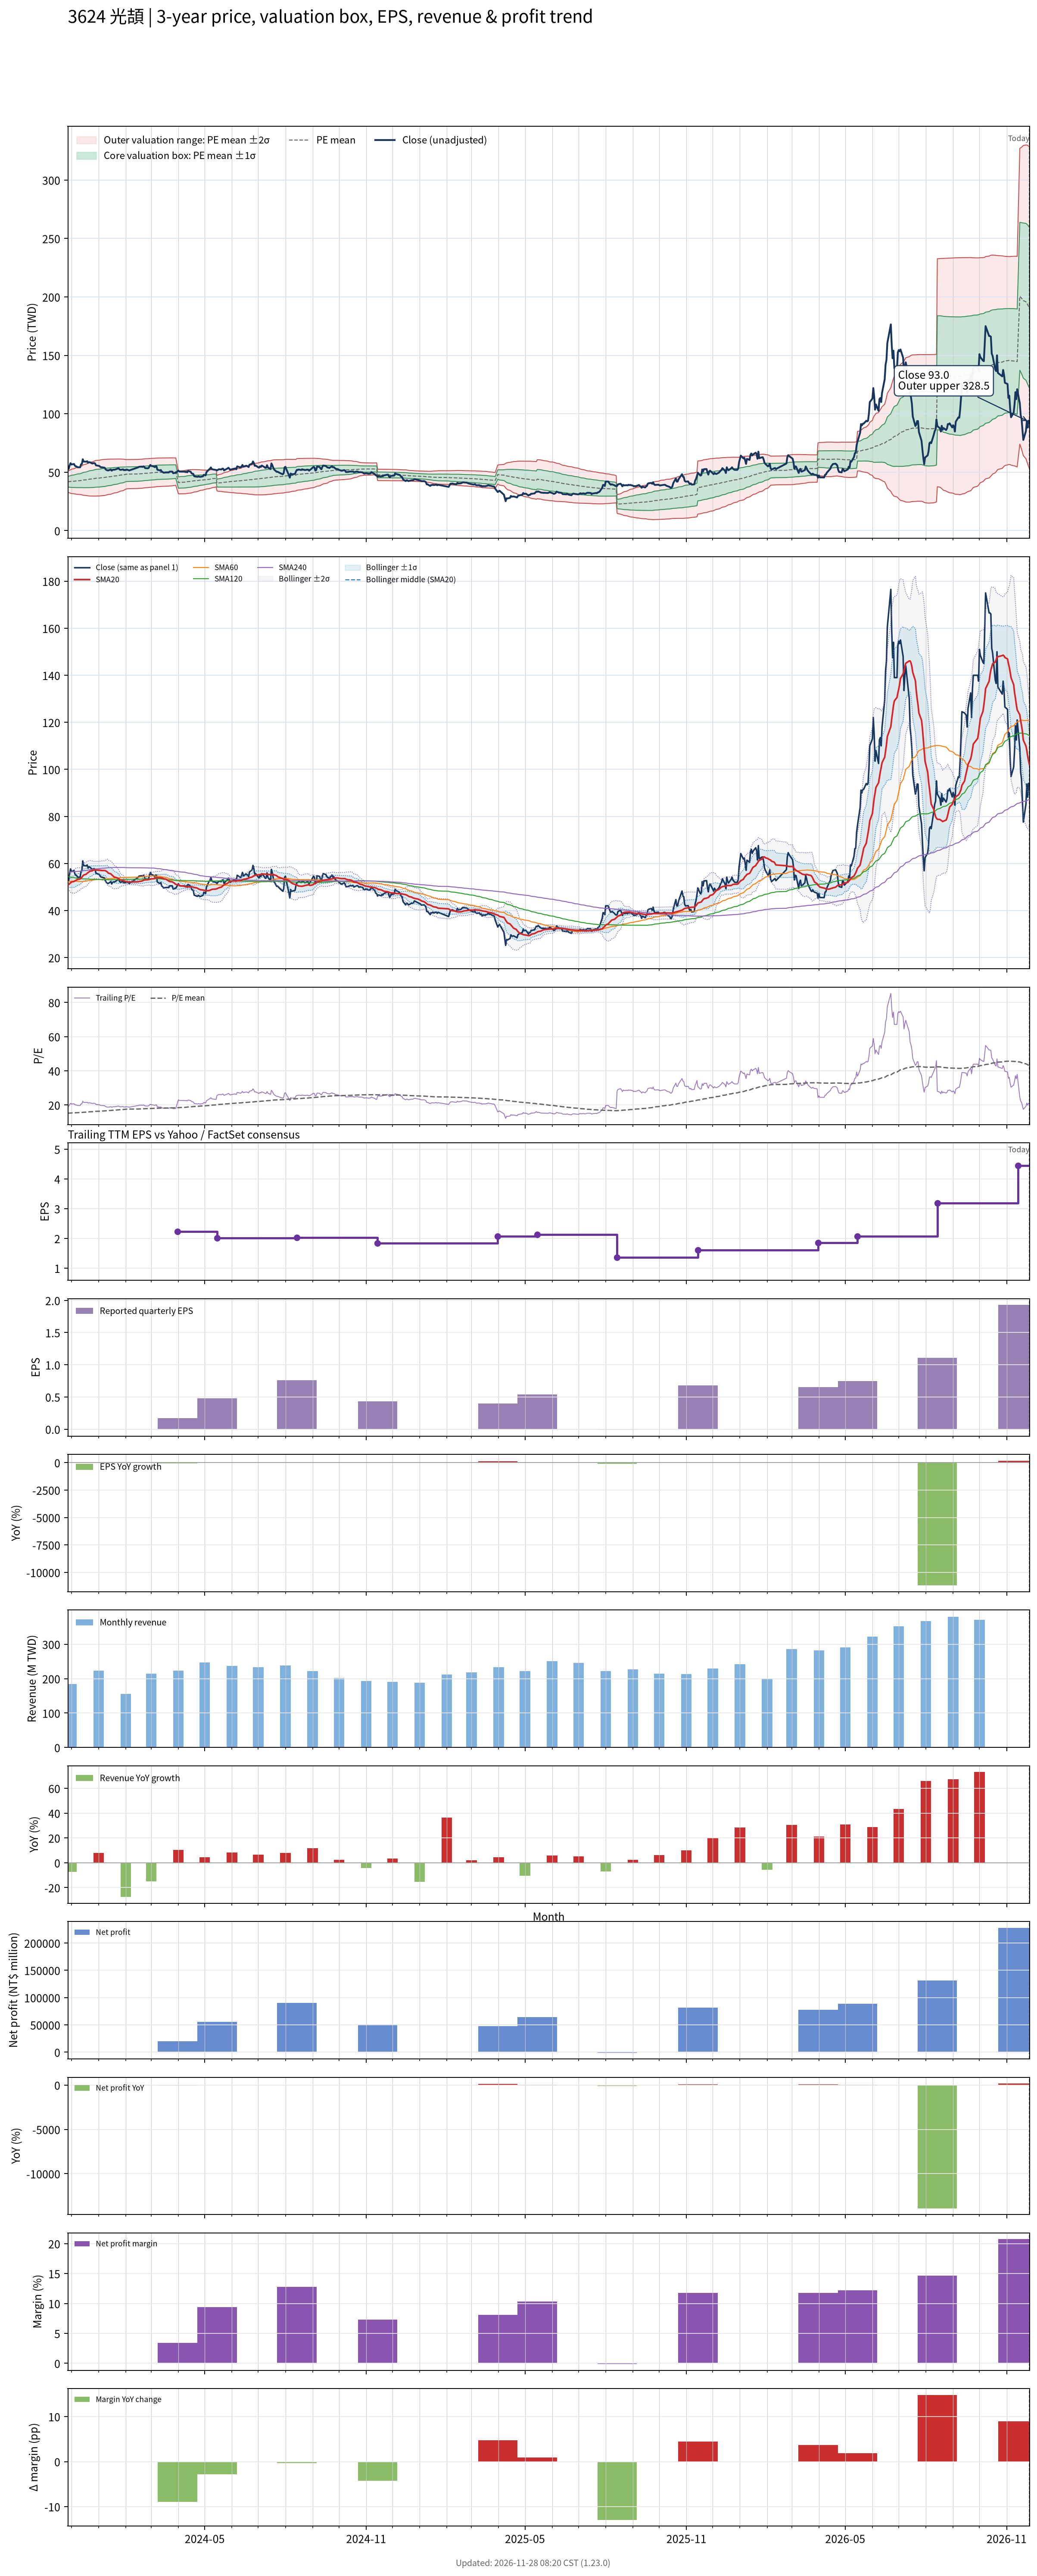 3624 光頡 | 3-year price, valuation box, EPS, revenue & profit trend
Outer valuation range: PE mean ±2σ
Core valuation box: PE mean ±1σ
PE mean
Close (unadjusted)
Today
Price (TWD)
300
250
200
150
100
50
0
Close 93.0
Outer upper 328.5
Close (same as panel 1)
SMA20
SMA60
SMA120
SMA240
Bollinger ±2σ
Bollinger ±1σ
Bollinger middle (SMA20)
Price
180
160
140
120
100
80
60
40
20
Trailing P/E
P/E mean
P/E
80
60
40
20
Trailing TTM EPS vs Yahoo / FactSet consensus
Today
EPS
5
4
3
2
1
Reported quarterly EPS
EPS
2.0
1.5
1.0
0.5
0.0
EPS YoY growth
YoY (%)
0
-2500
-5000
-7500
-10000
Monthly revenue
Revenue (M TWD)
300
200
100
0
Revenue YoY growth
YoY (%)
60
40
20
0
-20
Month
Net profit
Net profit (NT$ million)
200000
150000
100000
50000
0
Net profit YoY
YoY (%)
0
-5000
-10000
Net profit margin
Margin (%)
20
15
10
5
0
Margin YoY change
Δ margin (pp)
10
0
-10
2024-05
2024-11
2025-05
2025-11
2026-05
2026-11
Updated: 2026-11-28 08:20 CST (1.23.0)